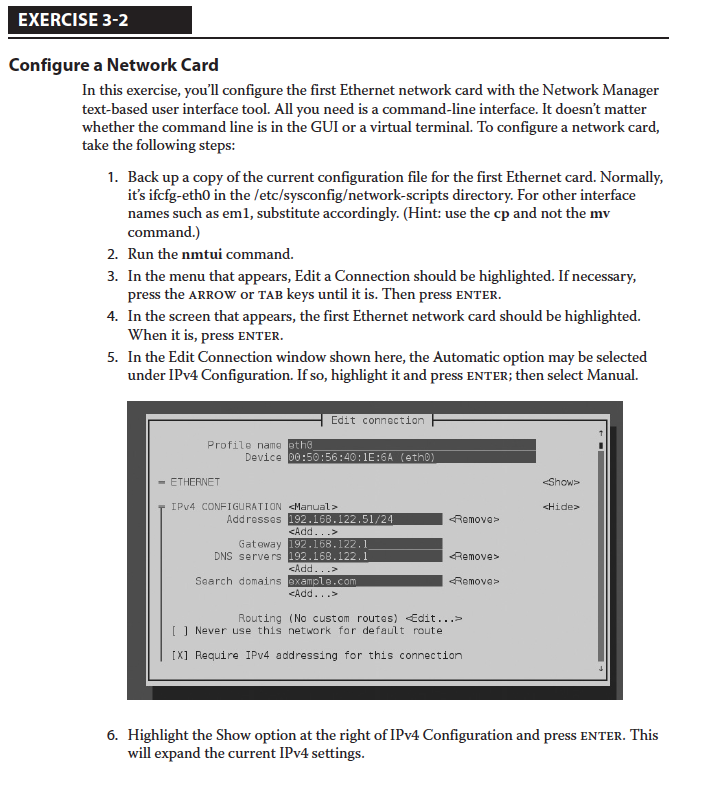 EXERCISE 3-2
Configure a Network Card
In this exercise, you’ll configure the first Ethernet network card with the Network Manager
text-based user interface tool. All you need is a command-line interface. It doesn’t matter
whether the command line is in the GUI or a virtual terminal. To configure a network card,
take the following steps:
1. Back up a copy of the current configuration file for the first Ethernet card. Normally,
it’s ifcfg-eth0 in the /etc/sysconfig/network-scripts directory. For other interface
names such as em1, substitute accordingly. (Hint: use the cp and not the mv
command.)
2. Run the nmtui command.
3. In the menu that appears, Edit a Connection should be highlighted. If necessary,
press the ARROW or TAB keys until it is. Then press ENTER.
4. In the screen that appears, the first Ethernet network card should be highlighted.
When it is, press ENTER.
5. In the Edit Connection window shown here, the Automatic option may be selected
under IPv4 Configuration. If so, highlight it and press ENTER; then select Manual.
Edit connection
Profile name eth0
Device 00:50:56:40:1E:6A (eth0)
= ETHERNET <Show>
IPv4 CONFIGURATION <Manual> <Hide>
Addresses 192.168.122.51/24 <Remove>
<Add...>
Gateway 192.168.122.1
DNS servers 192.168.122.1 <Remove>
<Add...>
Search domains example.com <Remove>
<Add...>
Routing (No custom routes) <Edit...>
[ ] Never use this network for default route
[X] Require IPv4 addressing for this connection
6. Highlight the Show option at the right of IPv4 Configuration and press ENTER. This
will expand the current IPv4 settings.